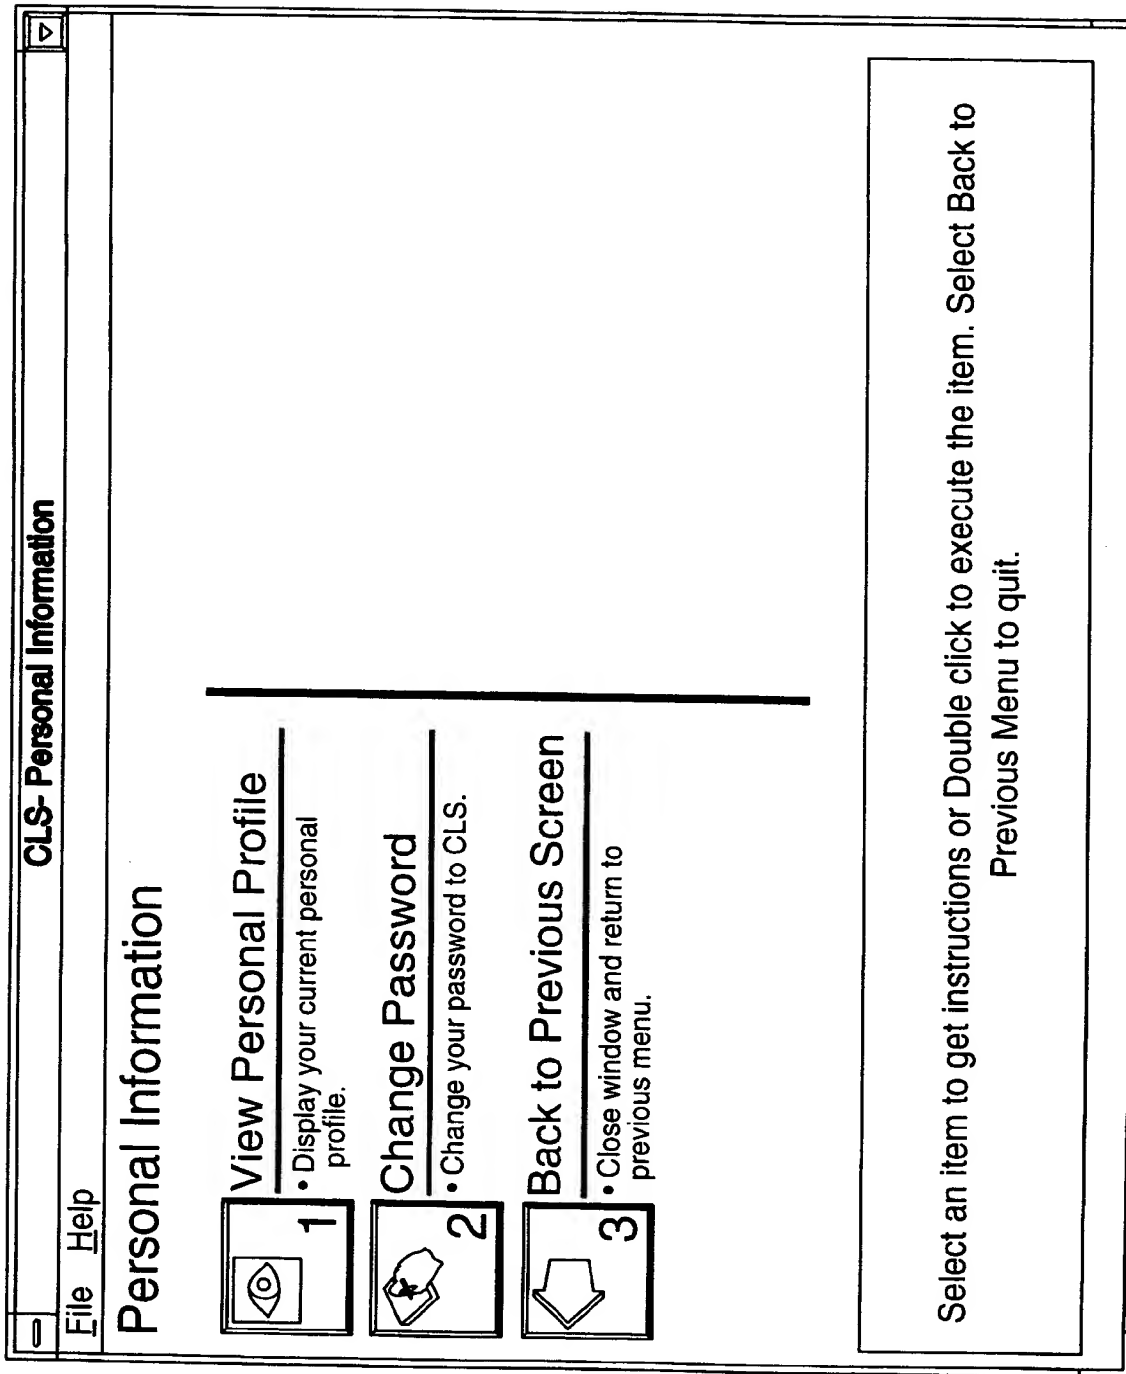 CLS- Personal Information
File Help
Personal Information
1
View Personal Profile
• Display your current personal
profile.
2
Change Password
• Change your password to CLS.
3
Back to Previous Screen
• Close window and return to
previous menu.
Select an item to get instructions or Double click to execute the item. Select Back to
Previous Menu to quit.